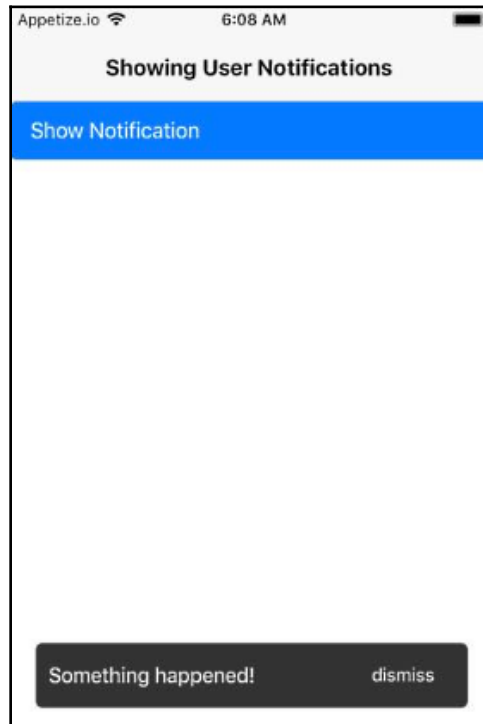 Appetize.io 6:08 AM
Showing User Notifications
Show Notification
Something happened! dismiss